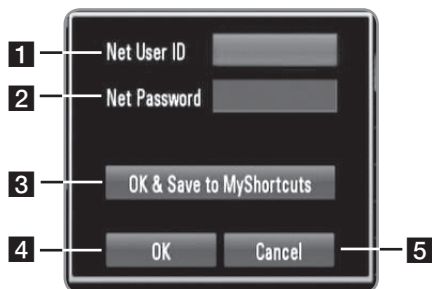 1 Net User ID
2 Net Password
3 OK & Save to MyShortcuts
4 OK Cancel 5